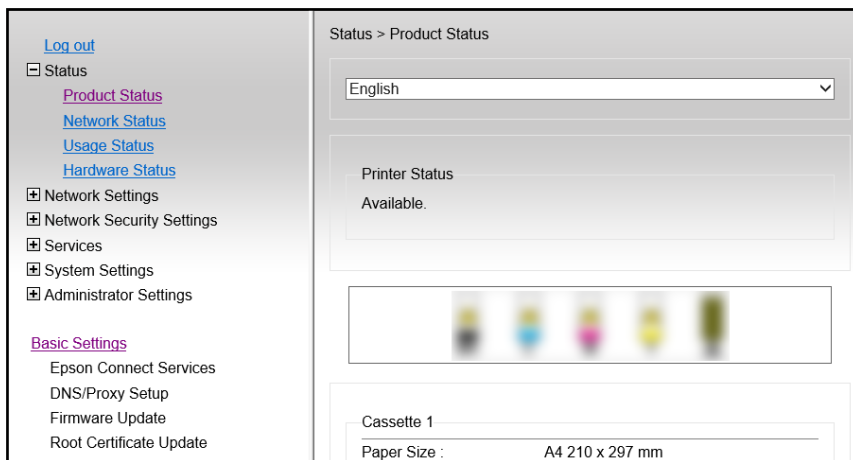 Log out
Status
Product Status
Network Status
Usage Status
Hardware Status
Network Settings
Network Security Settings
Services
System Settings
Administrator Settings
Basic Settings
Epson Connect Services
DNS/Proxy Setup
Firmware Update
Root Certificate Update
Status > Product Status
English
Printer Status
Available.
Cassette 1
Paper Size : A4 210 x 297 mm